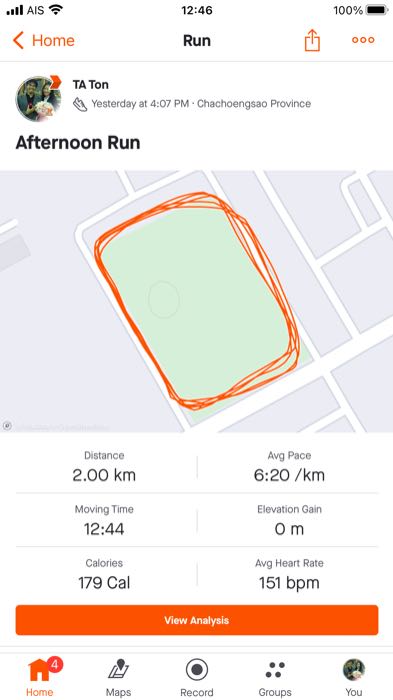 AIS 12:46 100%
Home Run
TA Ton
Yesterday at 4:07 PM · Chachoengsao Province
Afternoon Run
Distance Avg Pace
2.00 km 6:20 /km
Moving Time Elevation Gain
12:44 0 m
Calories Avg Heart Rate
179 Cal 151 bpm
View Analysis
4
Home Maps Record Groups You